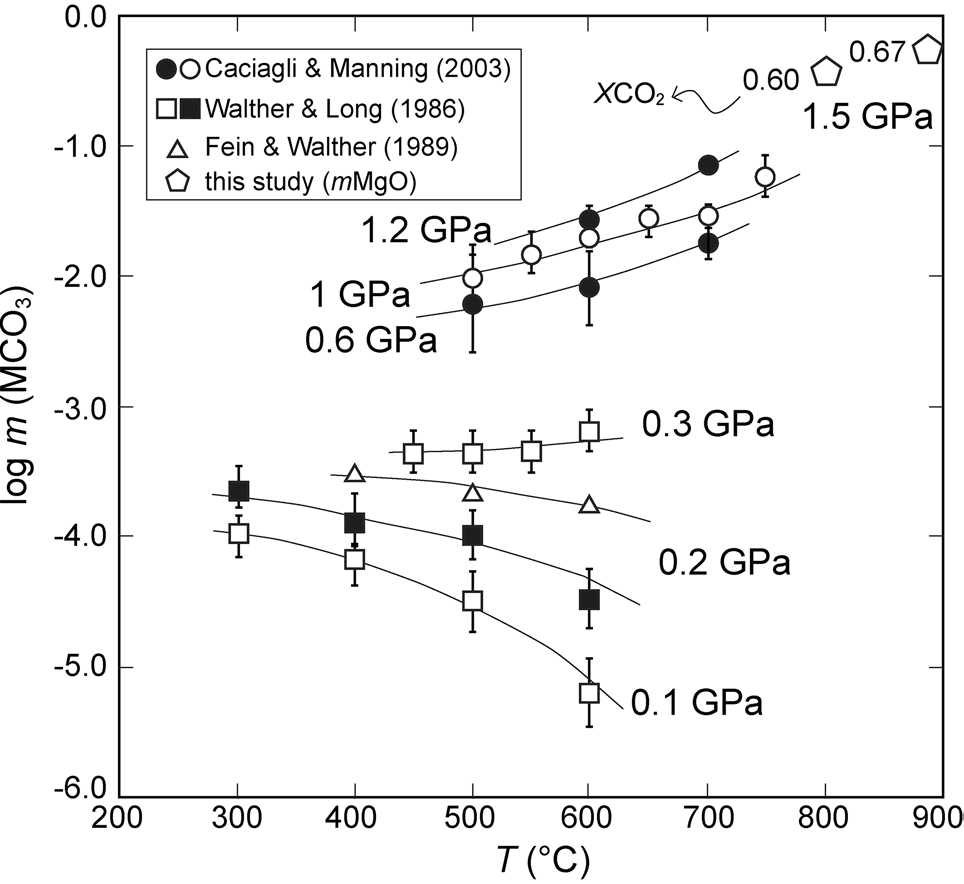 0.0
-1.0
-2.0
-3.0
-4.0
-5.0
-6.0
log m (MCO₃)
Caciagli & Manning (2003)
Walther & Long (1986)
Fein & Walther (1989)
this study (mMgO)
XCO₂
0.60
0.67
1.5 GPa
1.2 GPa
1 GPa
0.6 GPa
0.3 GPa
0.2 GPa
0.1 GPa
200 300 400 500 600 700 800 900
T (°C)